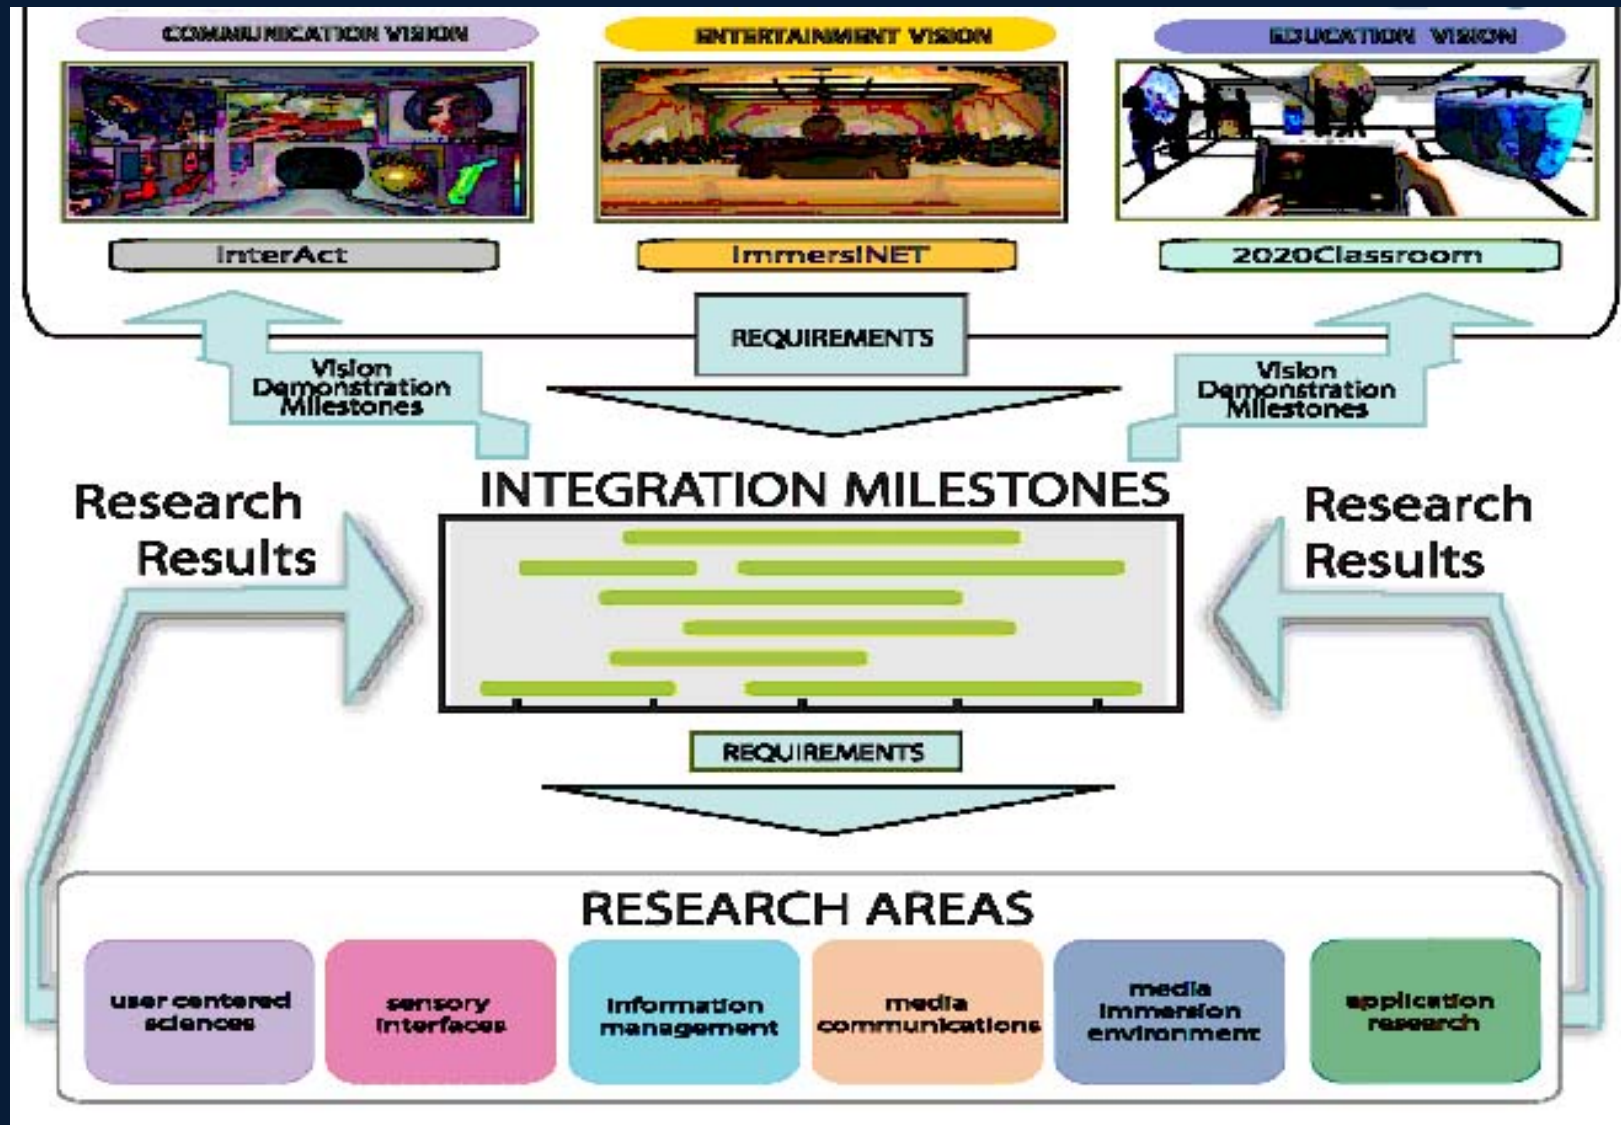 COMMUNICATION VISION
ENTERTAINMENT VISION
EDUCATION VISION
InterAct
ImmersiNET
2020Classroom
REQUIREMENTS
Vision
Demonstration
Milestones
Vision
Demonstration
Milestones
INTEGRATION MILESTONES
Research
Results
Research
Results
REQUIREMENTS
RESEARCH AREAS
user centered
sciences
sensory
interfaces
information
management
media
communications
media
immersion
environment
application
research